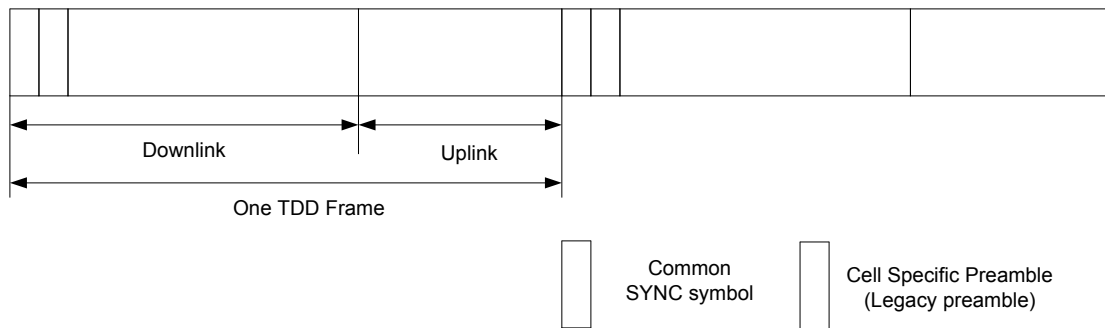 Downlink
Uplink
One TDD Frame
Common
SYNC symbol
Cell Specific Preamble
(Legacy preamble)